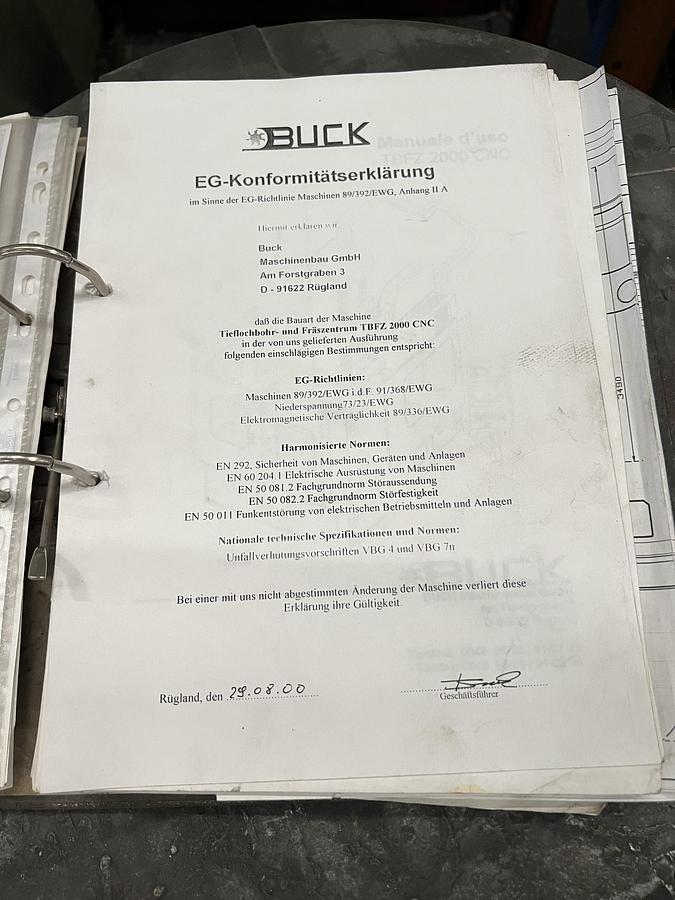 BUCK
Manuale d'uso
TBFZ 2000 CNC
EG-Konformitätserklärung
im Sinne der EG-Richtlinie Maschinen 89/392/EWG, Anhang II A
Hiermit erklären wir,
Buck
Maschinenbau GmbH
Am Forstgraben 3
D - 91622 Rügland
daß die Bauart der Maschine
Tieflochbohr- und Fräszentrum TBFZ 2000 CNC
in der von uns gelieferten Ausführung
folgenden einschlägigen Bestimmungen entspricht:
EG-Richtlinien:
Maschinen 89/392/EWG i.d.F. 91/368/EWG
Niederspannung73/23/EWG
Elektromagnetische Verträglichkeit 89/336/EWG
Harmonisierte Normen:
EN 292, Sicherheit von Maschinen, Geräten und Anlagen
EN 60 204.1 Elektrische Ausrüstung von Maschinen
EN 50 081.2 Fachgrundnorm Störaussendung
EN 50 082.2 Fachgrundnorm Störfestigkeit
EN 50 011 Funkentstörung von elektrischen Betriebsmitteln und Anlagen
Nationale technische Spezifikationen und Normen:
Unfallverhütungsvorschriften VBG 4 und VBG 7n
Bei einer mit uns nicht abgestimmten Änderung der Maschine verliert diese
Erklärung ihre Gültigkeit.
Rügland, den 29.08.00
Geschäftsführer
3490
BUCK